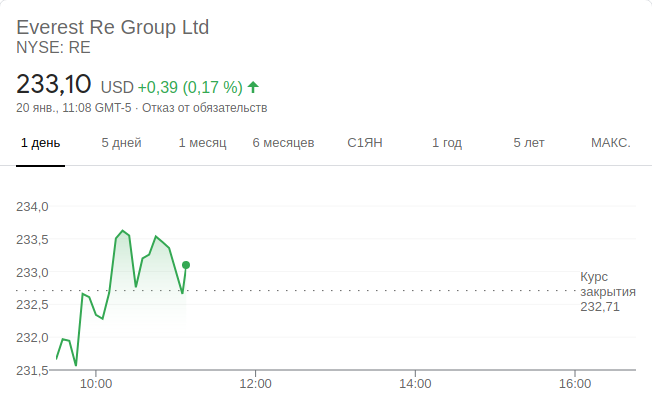 Everest Re Group Ltd
NYSE: RE
233,10 USD +0,39 (0,17 %)
20 янв., 11:08 GMT-5 · Отказ от обязательств
1 день 5 дней 1 месяц 6 месяцев С1ЯН 1 год 5 лет МАКС.
234,0
233,5
233,0
232,5
232,0
231,5
Курс
закрытия
232,71
10:00 12:00 14:00 16:00